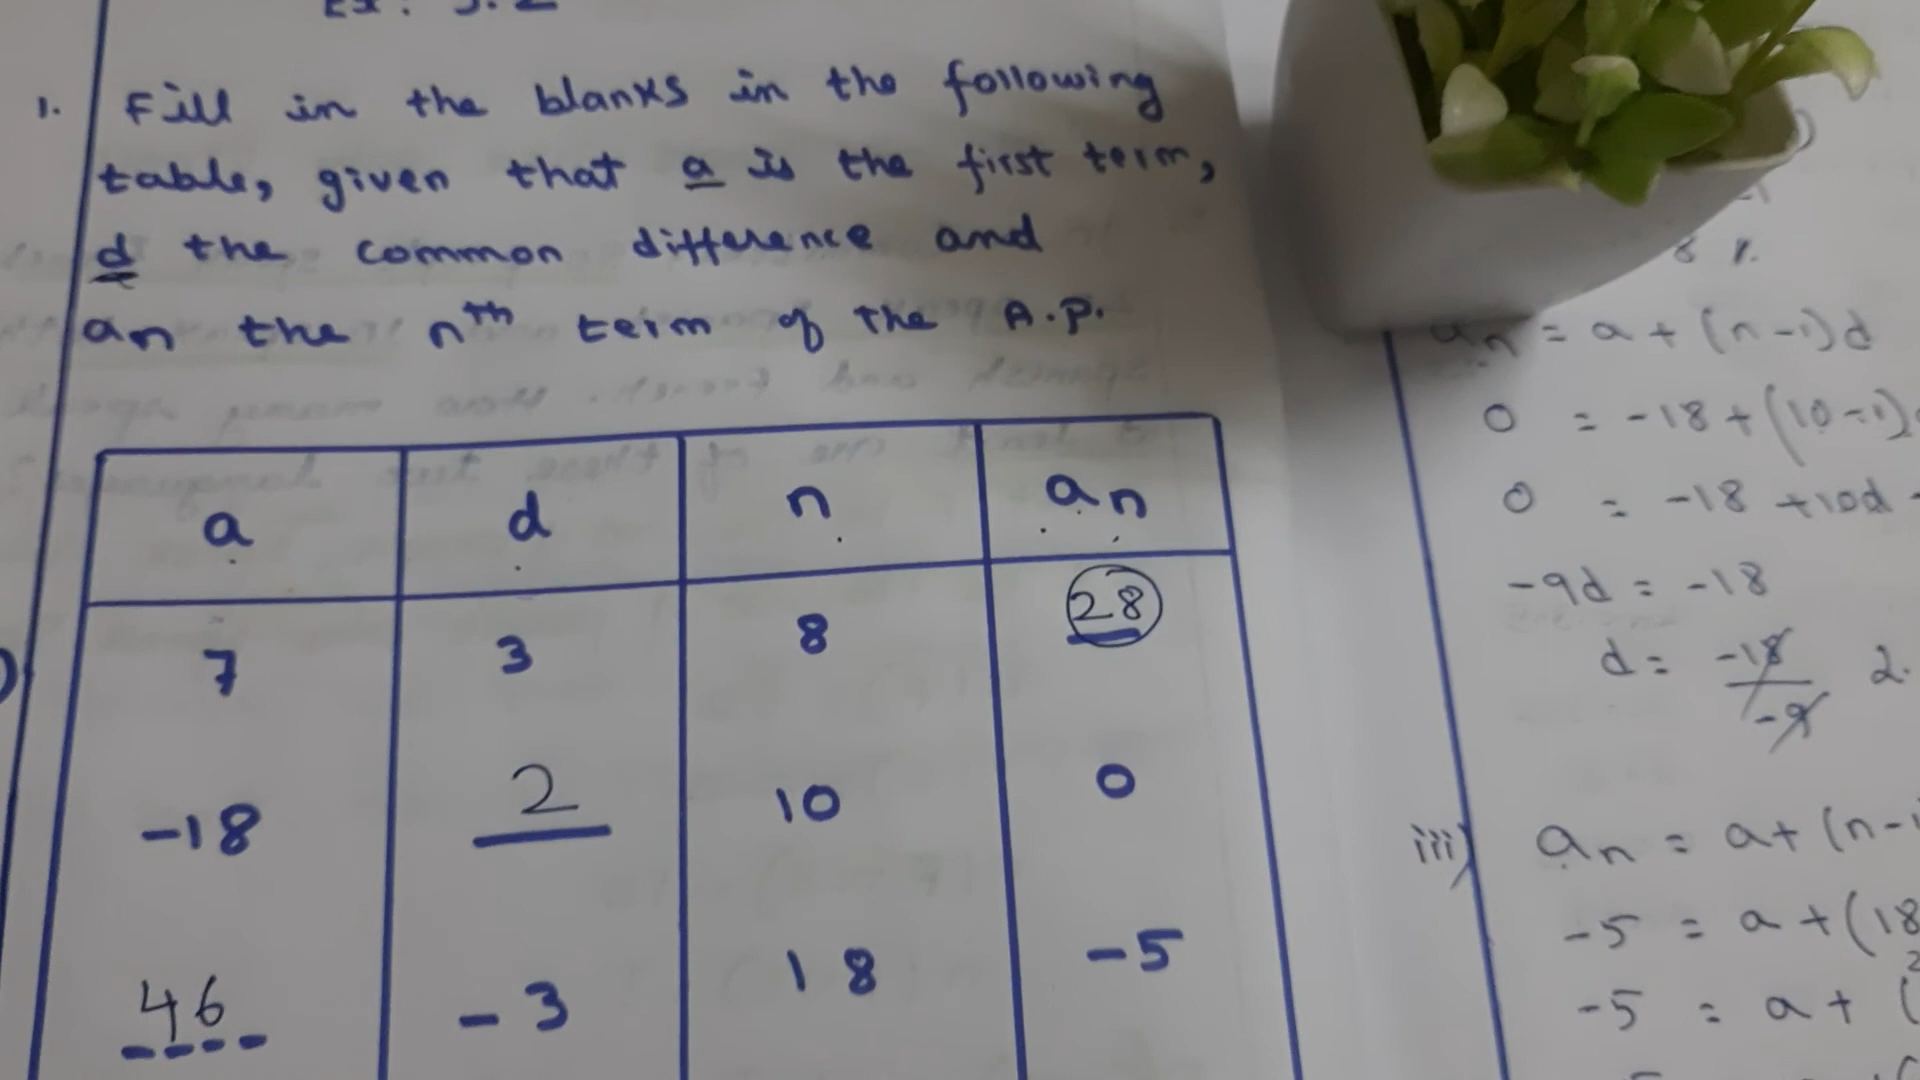 Ex: 5.2
1. Fill in the blanks in the following
table, given that a is the first term,
d the common difference and
an the nth term of the A.P.
a d n an
7 3 8 28
-18 2 10 0
46 -3 18 -5
an = a + (n-1)d
0 = -18 + (10-1)
0 = -18 + 10d -
-9d = -18
d = -18/-9 2.
iii) an = a + (n-
-5 = a + (18
-5 = a + (